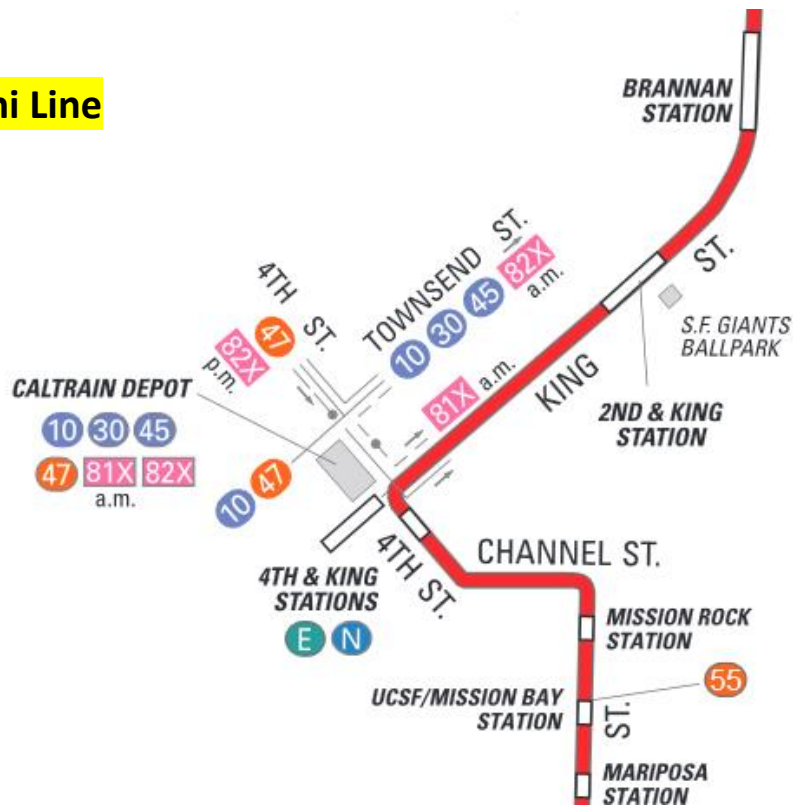 ni Line
BRANNAN
STATION
ST.
S.F. GIANTS
BALLPARK
KING
2ND & KING
STATION
TOWNSEND ST.
10 30 45 82X
a.m.
4TH ST.
82X 47
p.m.
81X a.m.
CALTRAIN DEPOT
10 30 45
47 81X 82X
a.m.
10 47
4TH & KING
STATIONS
E N
4TH ST.
CHANNEL ST.
MISSION ROCK
STATION
55
UCSF/MISSION BAY
STATION
ST.
MARIPOSA
STATION